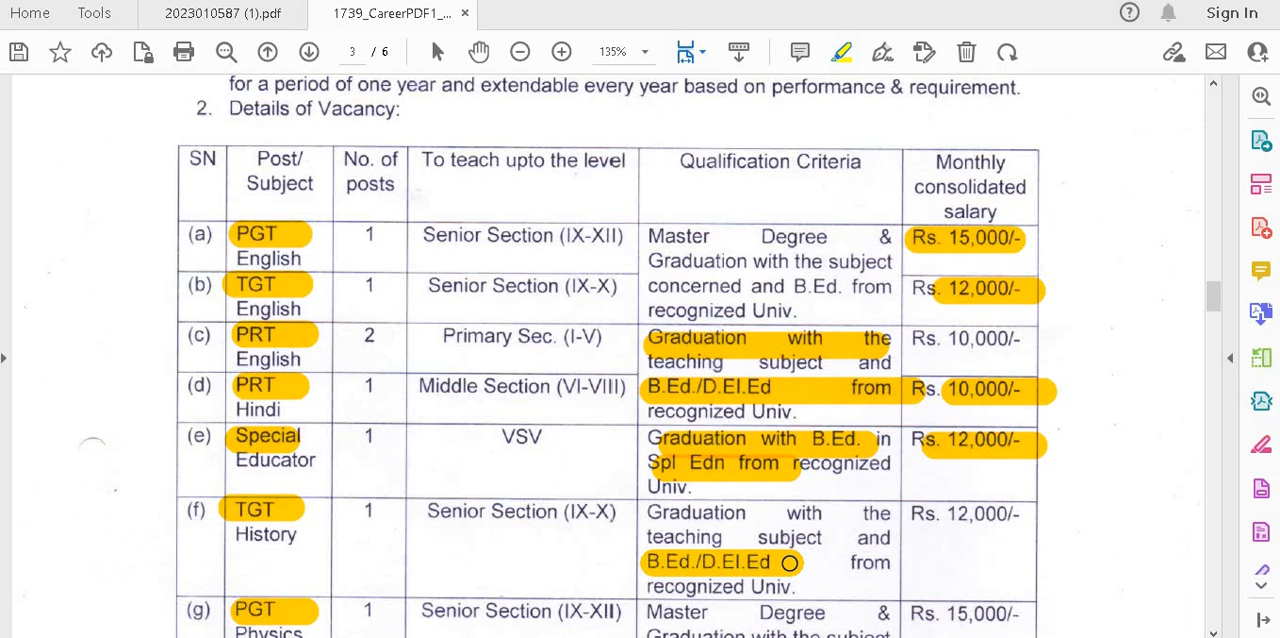 Home Tools 2023010587 (1).pdf 1739_CareerPDF1_... × Sign In
3 / 6 135%
for a period of one year and extendable every year based on performance & requirement.
2. Details of Vacancy:
SN Post/ Subject No. of posts To teach upto the level Qualification Criteria Monthly consolidated salary
(a) PGT English 1 Senior Section (IX-XII) Master Degree & Graduation with the subject concerned and B.Ed. from recognized Univ. Rs. 15,000/-
(b) TGT English 1 Senior Section (IX-X) Rs. 12,000/-
(c) PRT English 2 Primary Sec. (I-V) Graduation with the teaching subject and B.Ed./D.El.Ed from recognized Univ. Rs. 10,000/-
(d) PRT Hindi 1 Middle Section (VI-VIII) Rs. 10,000/-
(e) Special Educator 1 VSV Graduation with B.Ed. in Spl Edn from recognized Univ. Rs. 12,000/-
(f) TGT History 1 Senior Section (IX-X) Graduation with the teaching subject and B.Ed./D.El.Ed from recognized Univ. Rs. 12,000/-
(g) PGT Physics 1 Senior Section (IX-XII) Master Degree & Graduation with the subject Rs. 15,000/-